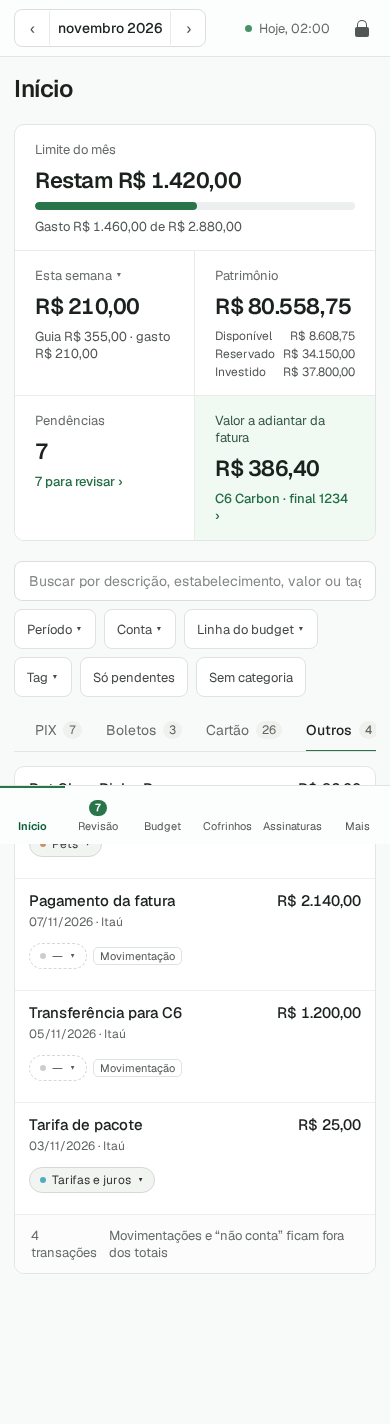 ‹ novembro 2026 › Hoje, 02:00
Início
Limite do mês
Restam R$ 1.420,00
Gasto R$ 1.460,00 de R$ 2.880,00
Esta semana ▾
R$ 210,00
Guia R$ 355,00 · gasto
R$ 210,00
Patrimônio
R$ 80.558,75
Disponível R$ 8.608,75
Reservado R$ 34.150,00
Investido R$ 37.800,00
Pendências
7
7 para revisar ›
Valor a adiantar da
fatura
R$ 386,40
C6 Carbon · final 1234
›
Buscar por descrição, estabelecimento, valor ou tag
Período ▾ Conta ▾ Linha do budget ▾
Tag ▾ Só pendentes Sem categoria
PIX 7 Boletos 3 Cartão 26 Outros 4
7
Início Revisão Budget Cofrinhos Assinaturas Mais
Pets
Pagamento da fatura R$ 2.140,00
07/11/2026 · Itaú
— ▾ Movimentação
Transferência para C6 R$ 1.200,00
05/11/2026 · Itaú
— ▾ Movimentação
Tarifa de pacote R$ 25,00
03/11/2026 · Itaú
Tarifas e juros ▾
4
transações
Movimentações e “não conta” ficam fora
dos totais